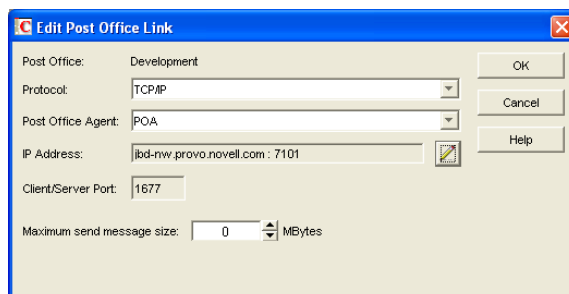 Edit Post Office Link
Post Office: Development
OK
Protocol: TCP/IP
Cancel
Post Office Agent: POA
Help
IP Address: jbd-nw.provo.novell.com : 7101
Client/Server Port: 1677
Maximum send message size: 0 MBytes